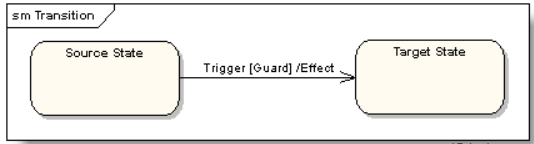 sm Transition
Source State
Trigger [Guard] /Effect
Target State